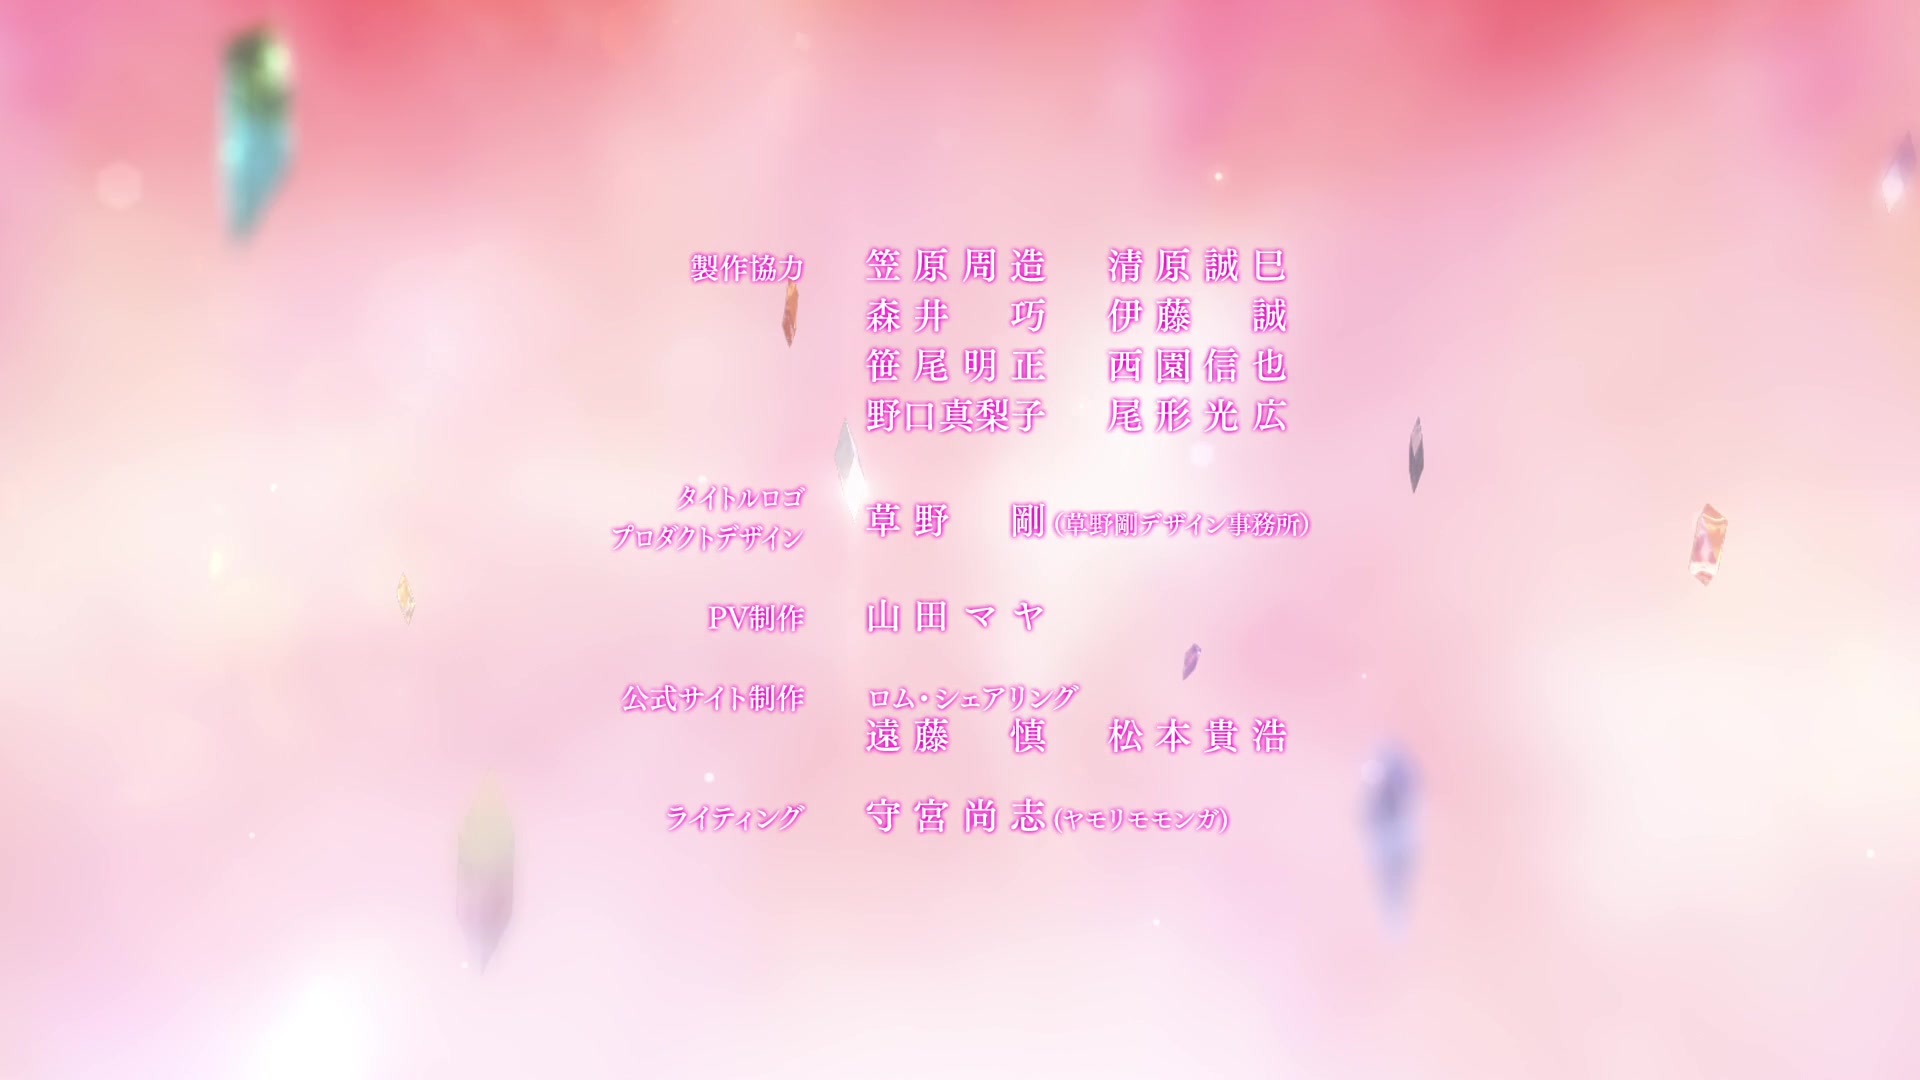 製作協力 笠原周造 清原誠巳
森井 巧 伊藤 誠
笹尾明正 西園信也
野口真梨子 尾形光広
タイトルロゴ
プロダクトデザイン 草野 剛(草野剛デザイン事務所)
PV制作 山田マヤ
公式サイト制作 ロム・シェアリング
遠藤 慎 松本貴浩
ライティング 守宮尚志(ヤモリモモンガ)